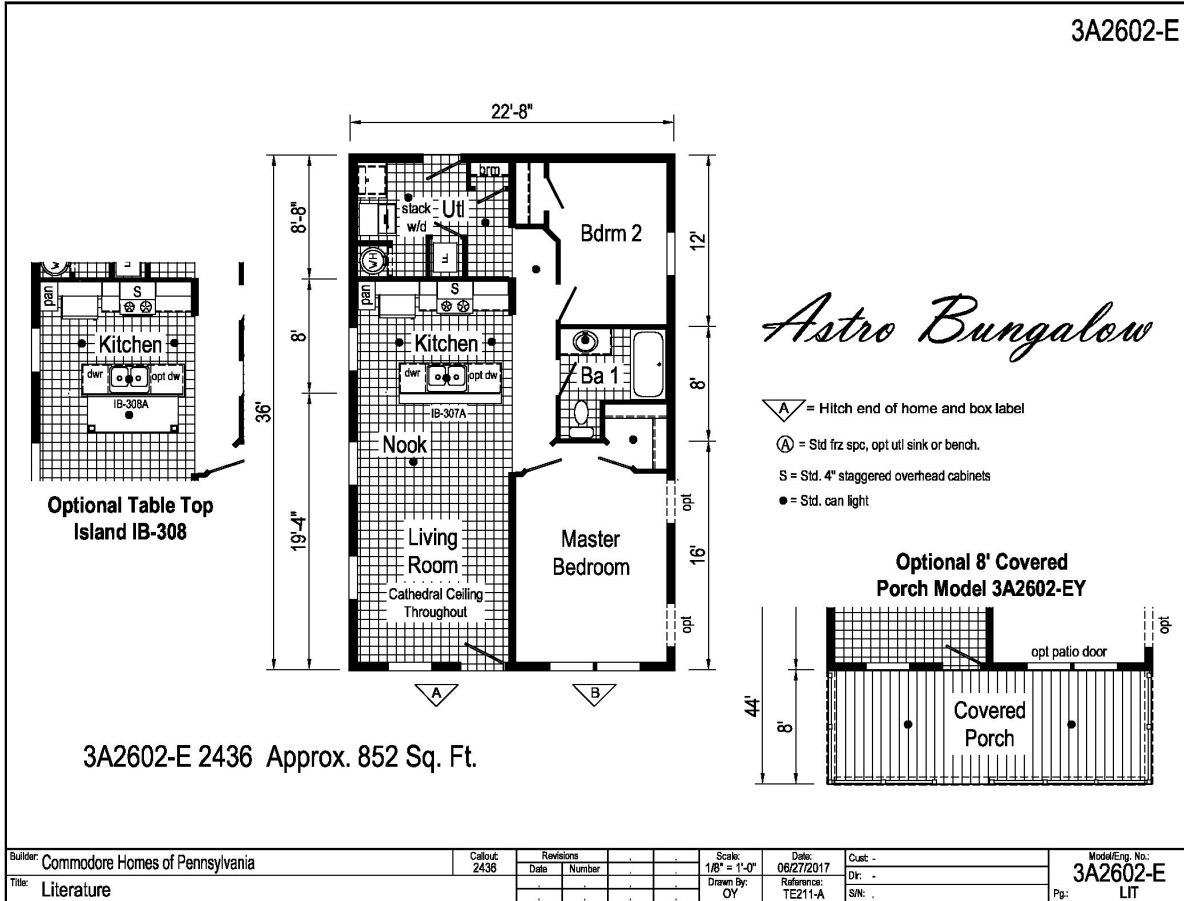 3A2602-E
22'-8"
36'
8'-8"
8'
19'-4"
12'
8'
16'
brm
stack
w/d
Utl
WH
Bdrm 2
pan
S
Kitchen
dwr
opt dw
IB-307A
Ba 1
Nook
Living
Room
Cathedral Ceiling
Throughout
Master
Bedroom
opt
opt
A
B
pan
S
Kitchen
dwr
opt dw
IB-308A
Optional Table Top
Island IB-308
Astro Bungalow
A = Hitch end of home and box label
A = Std frz spc, opt utl sink or bench.
S = Std. 4" staggered overhead cabinets
● = Std. can light
Optional 8' Covered
Porch Model 3A2602-EY
opt
opt patio door
44'
8'
Covered
Porch
3A2602-E 2436 Approx. 852 Sq. Ft.
Builder: Commodore Homes of Pennsylvania
Title: Literature
Callout:
2436
Revisions
Date Number
Scale:
1/8" = 1'-0"
Drawn By:
OY
Date:
06/27/2017
Reference:
TE211-A
Cust: -
Dir: -
S/N: .
Model/Eng. No.:
3A2602-E
Pg.: LIT